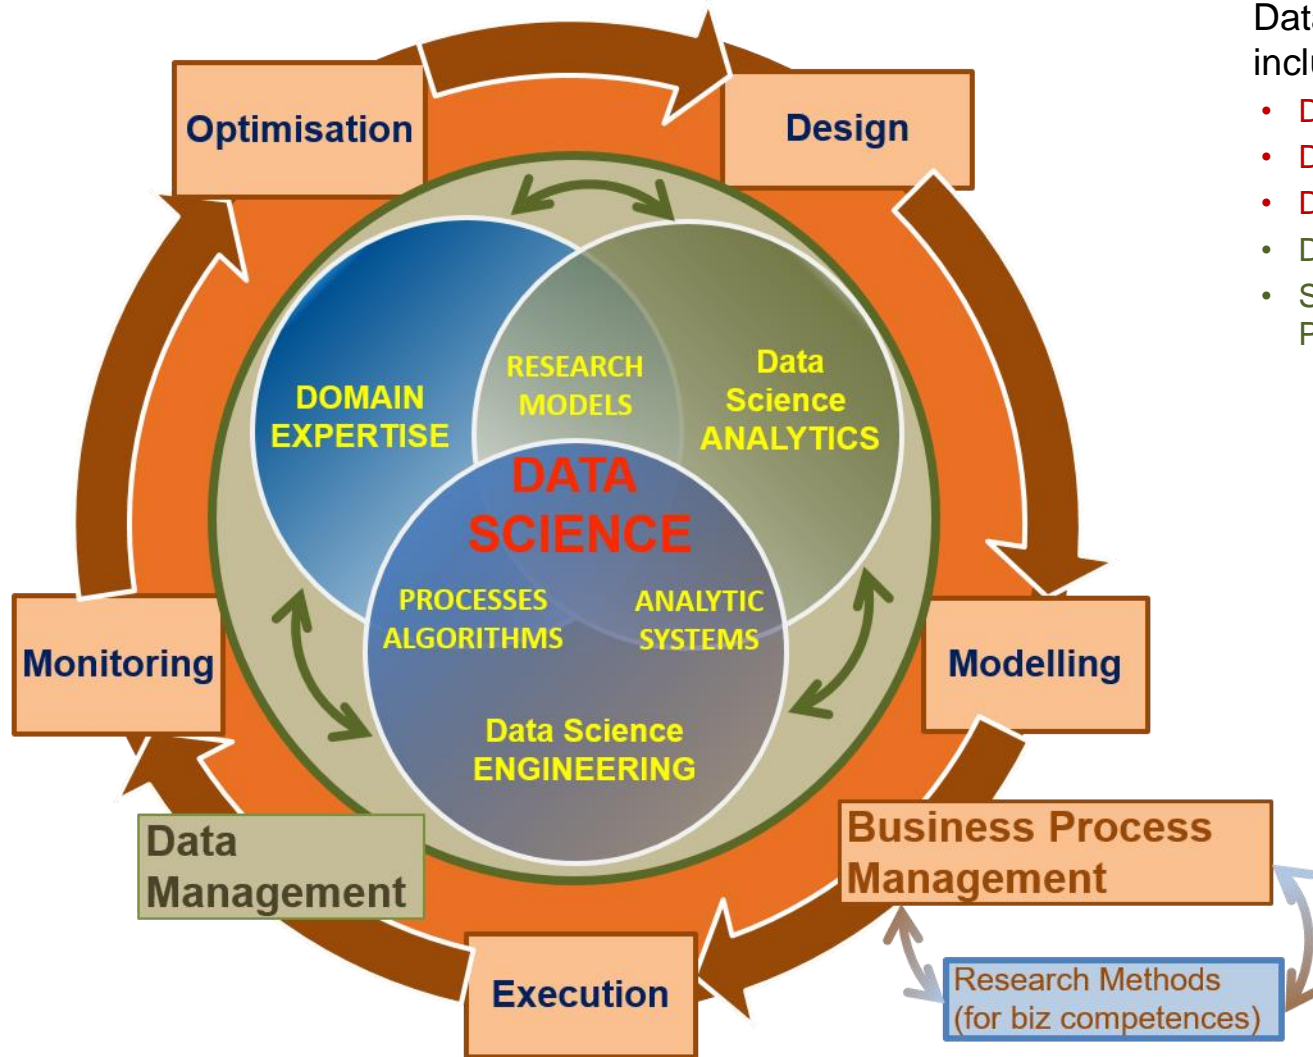 Optimisation
Design
DOMAIN
EXPERTISE
RESEARCH
MODELS
Data
Science
ANALYTICS
DATA
SCIENCE
PROCESSES
ALGORITHMS
ANALYTIC
SYSTEMS
Data Science
ENGINEERING
Monitoring
Modelling
Data
Management
Business Process
Management
Execution
Research Methods
(for biz competences)